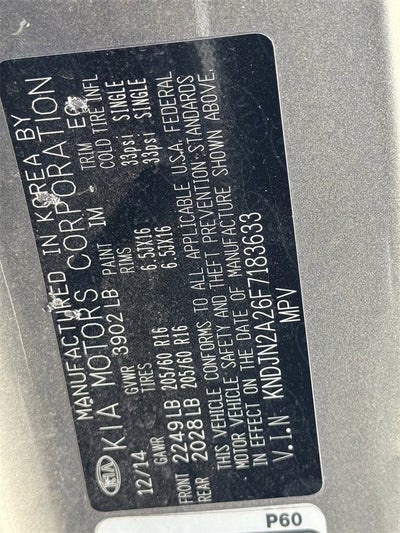 MANUFACTURED IN KOREA BY
KIA KIA MOTORS CORPORATION
12/14 GVWR 3902 LB PAINT IM TRIM EQ
GAWR TIRES RIMS COLD TIRE INFL
FRONT 2249 LB 205/60 R16 6.5JX16 33psi SINGLE
REAR 2028 LB 205/60 R16 6.5JX16 33psi SINGLE
THIS VEHICLE CONFORMS TO ALL APPLICABLE U.S.A. FEDERAL
MOTOR VEHICLE SAFETY AND THEFT PREVENTION STANDARDS
IN EFFECT ON THE DATE OF MANUFACTURE SHOWN ABOVE.
V.I.N KNDJN2A26F7183633
MPV
P60